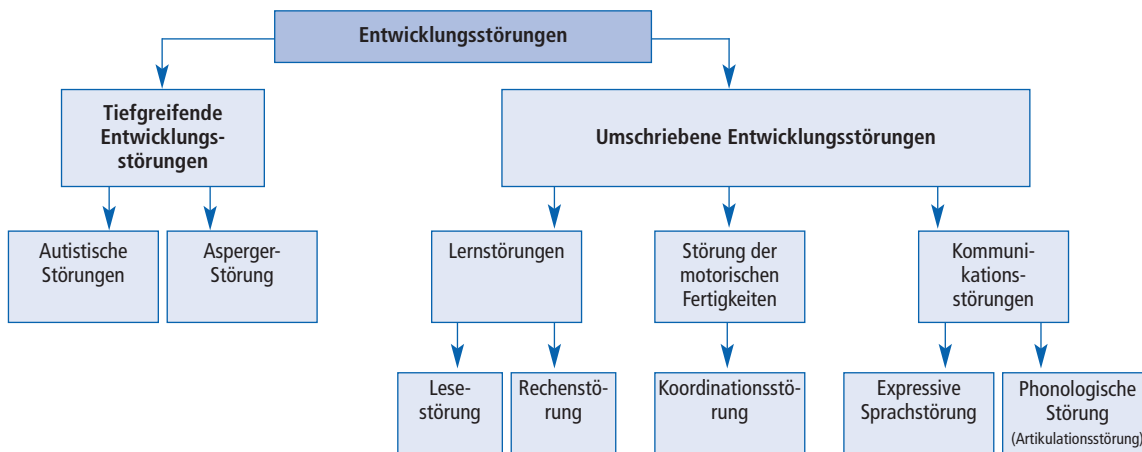 Entwicklungsstörungen
Tiefgreifende
Entwicklungs-
störungen
Umschriebene Entwicklungsstörungen
Autistische
Störungen
Asperger-
Störung
Lernstörungen
Störung der
motorischen
Fertigkeiten
Kommuni-
kations-
störungen
Lese-
störung
Rechenstö-
rung
Koordinationsstö-
rung
Expressive
Sprachstörung
Phonologische
Störung
(Artikulationsstörung)